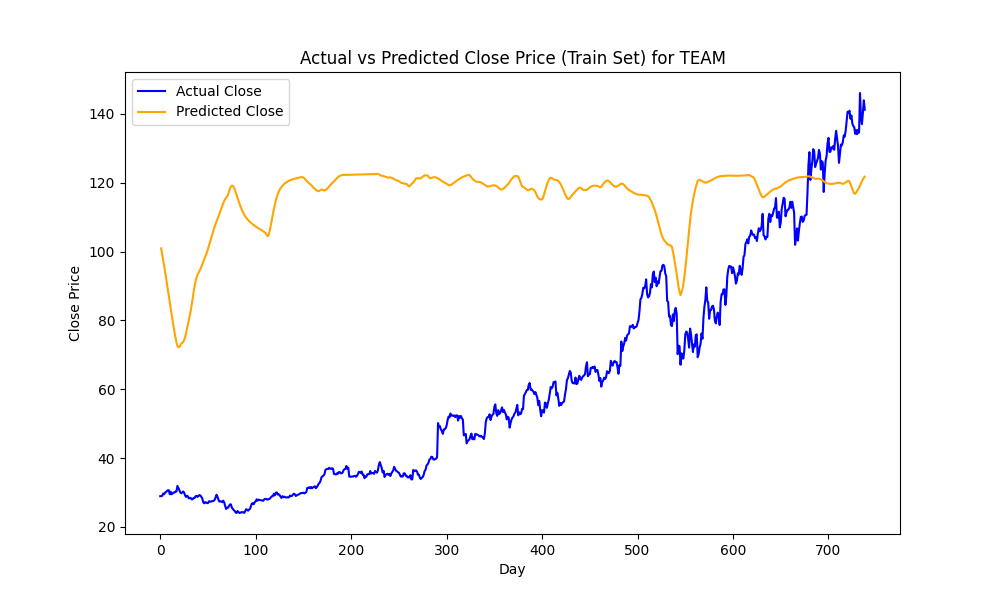 Actual vs Predicted Close Price (Train Set) for TEAM
Actual Close
Predicted Close
Close Price
140
120
100
80
60
40
20
0 100 200 300 400 500 600 700
Day